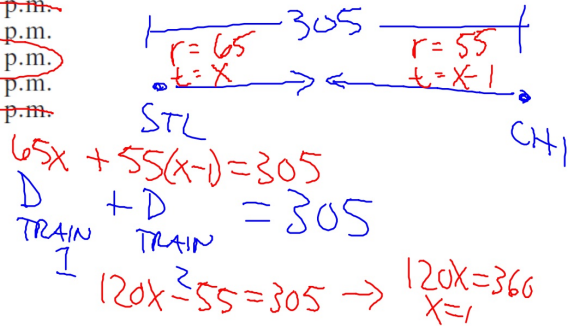 p.m.
p.m.
p.m.
p.m.
p.m.
305
r = 65
t = x
r = 55
t = x-1
STL
CHI
65x + 55(x-1) = 305
D TRAIN 1 + D TRAIN 2 = 305
120x - 55 = 305 → 120x = 360
x = 1